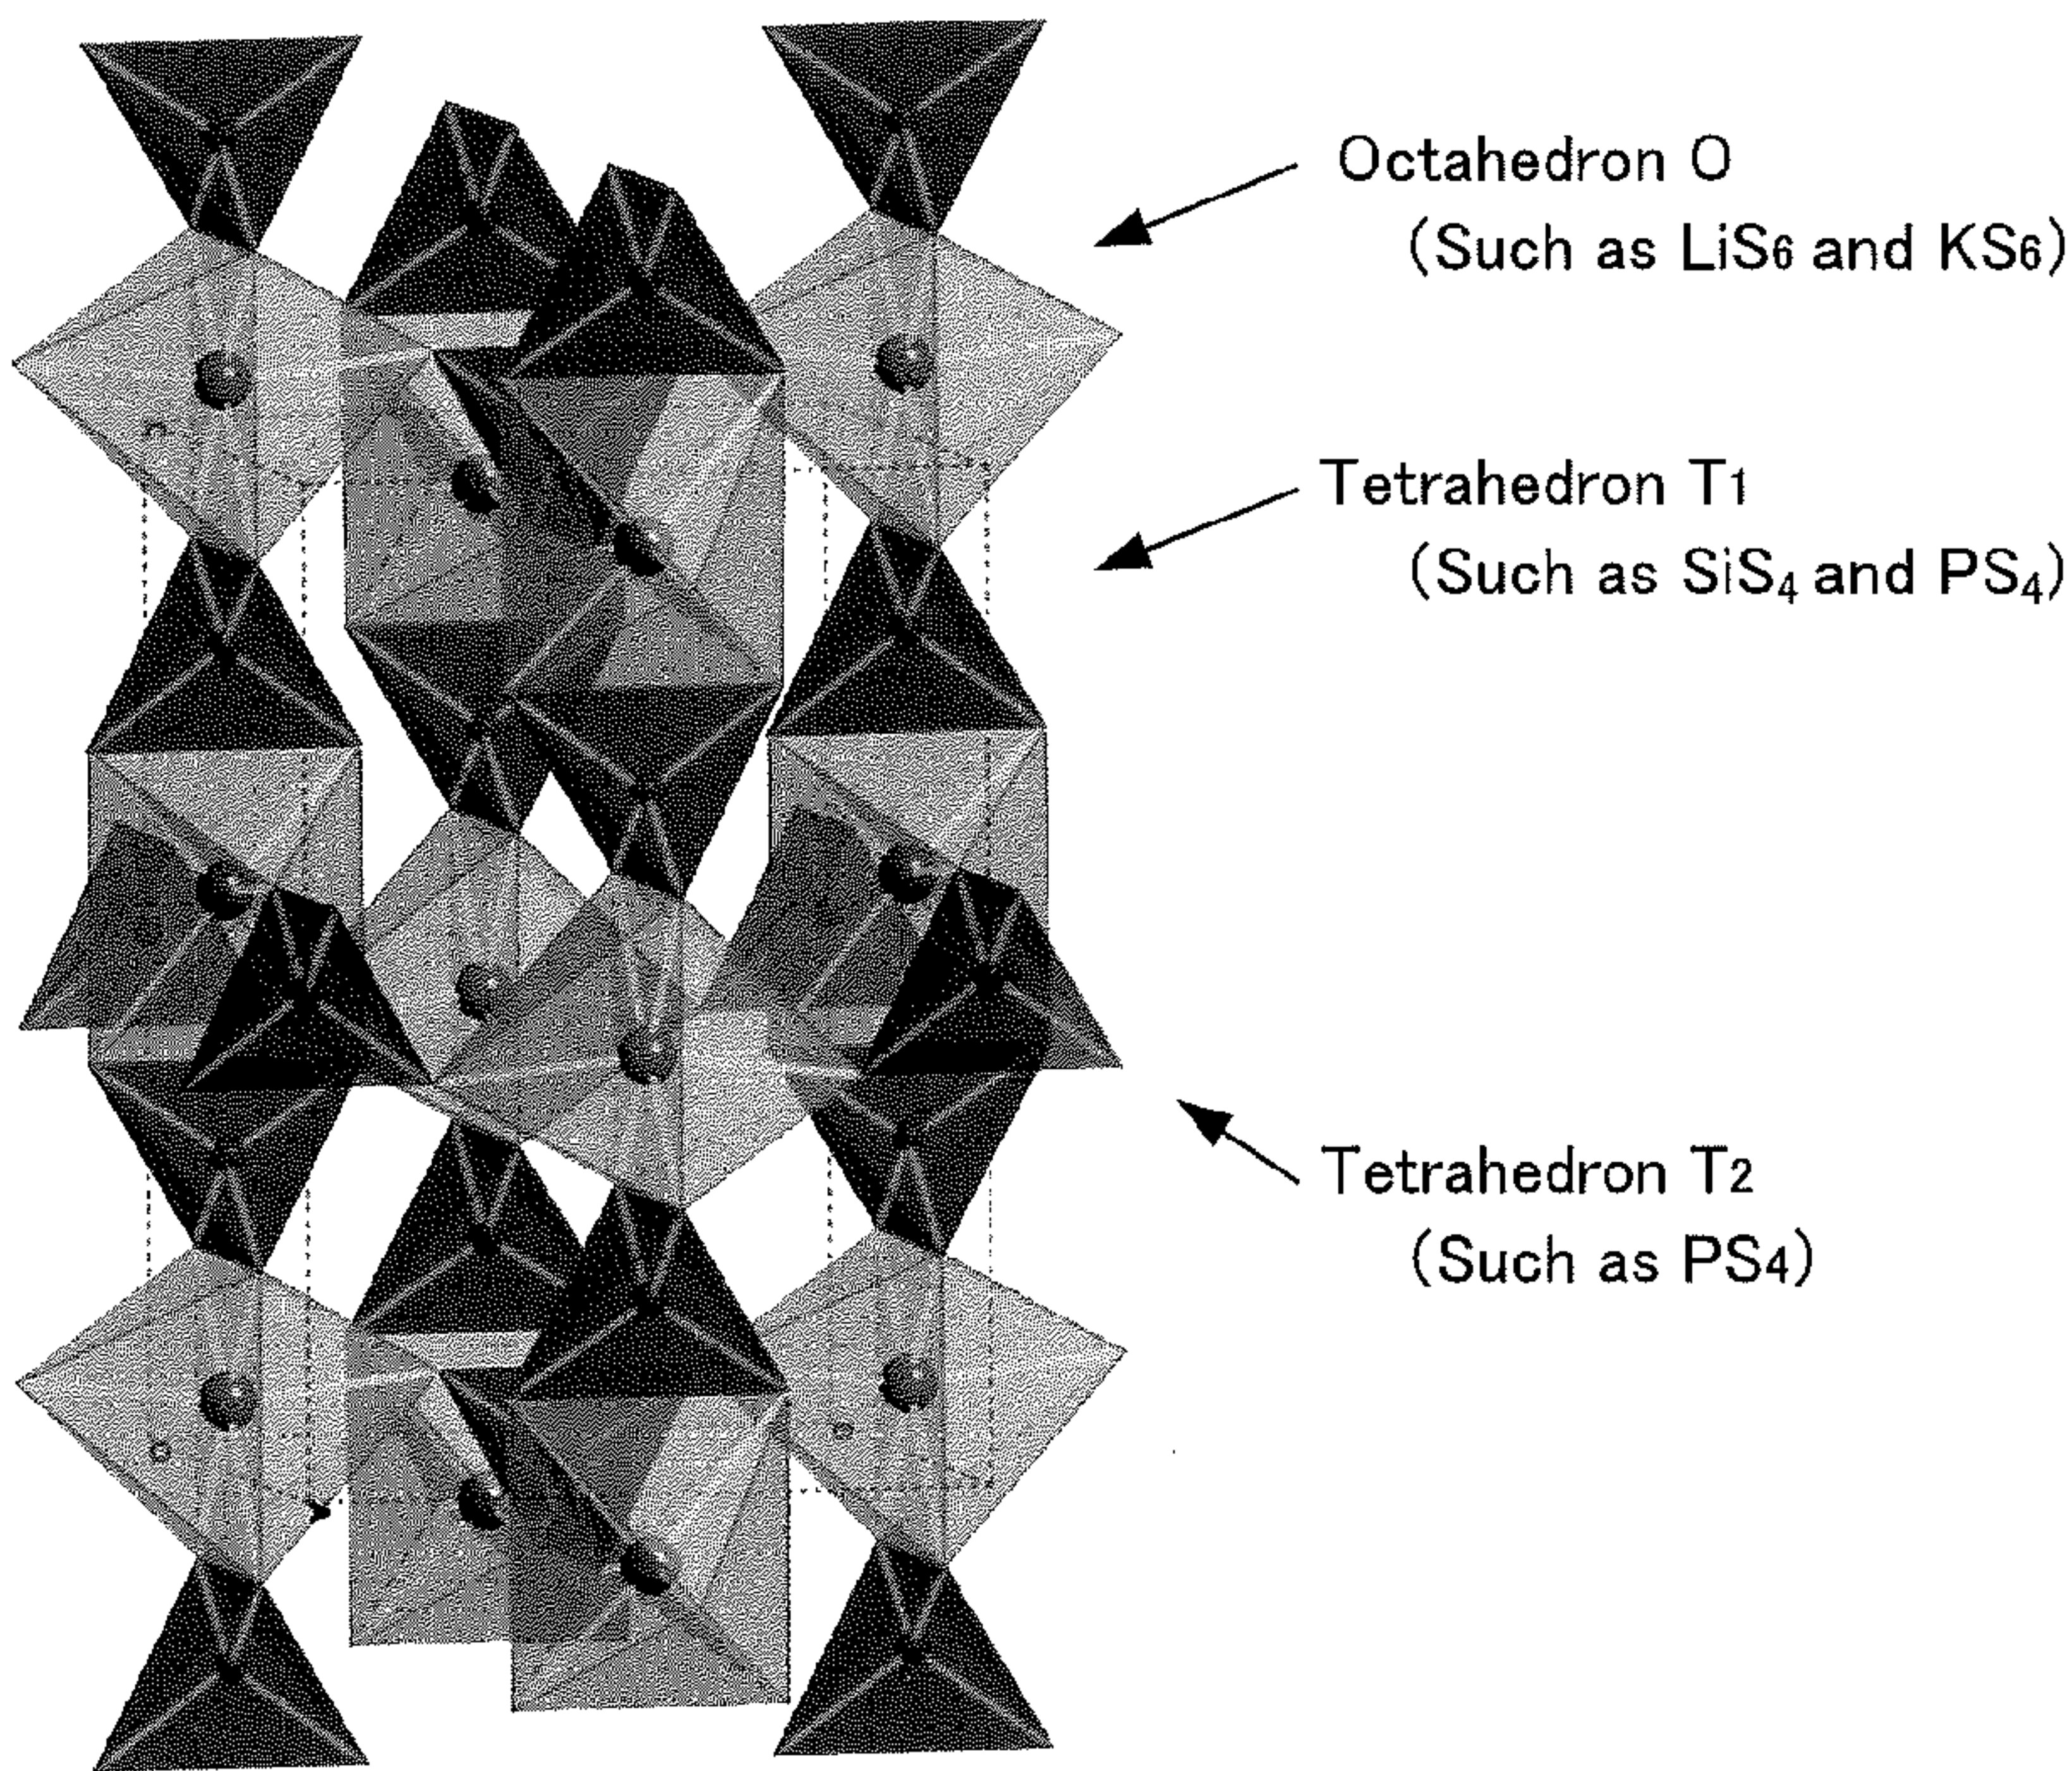 Octahedron O
(Such as LiS6 and KS6)
Tetrahedron T1
(Such as SiS4 and PS4)
Tetrahedron T2
(Such as PS4)